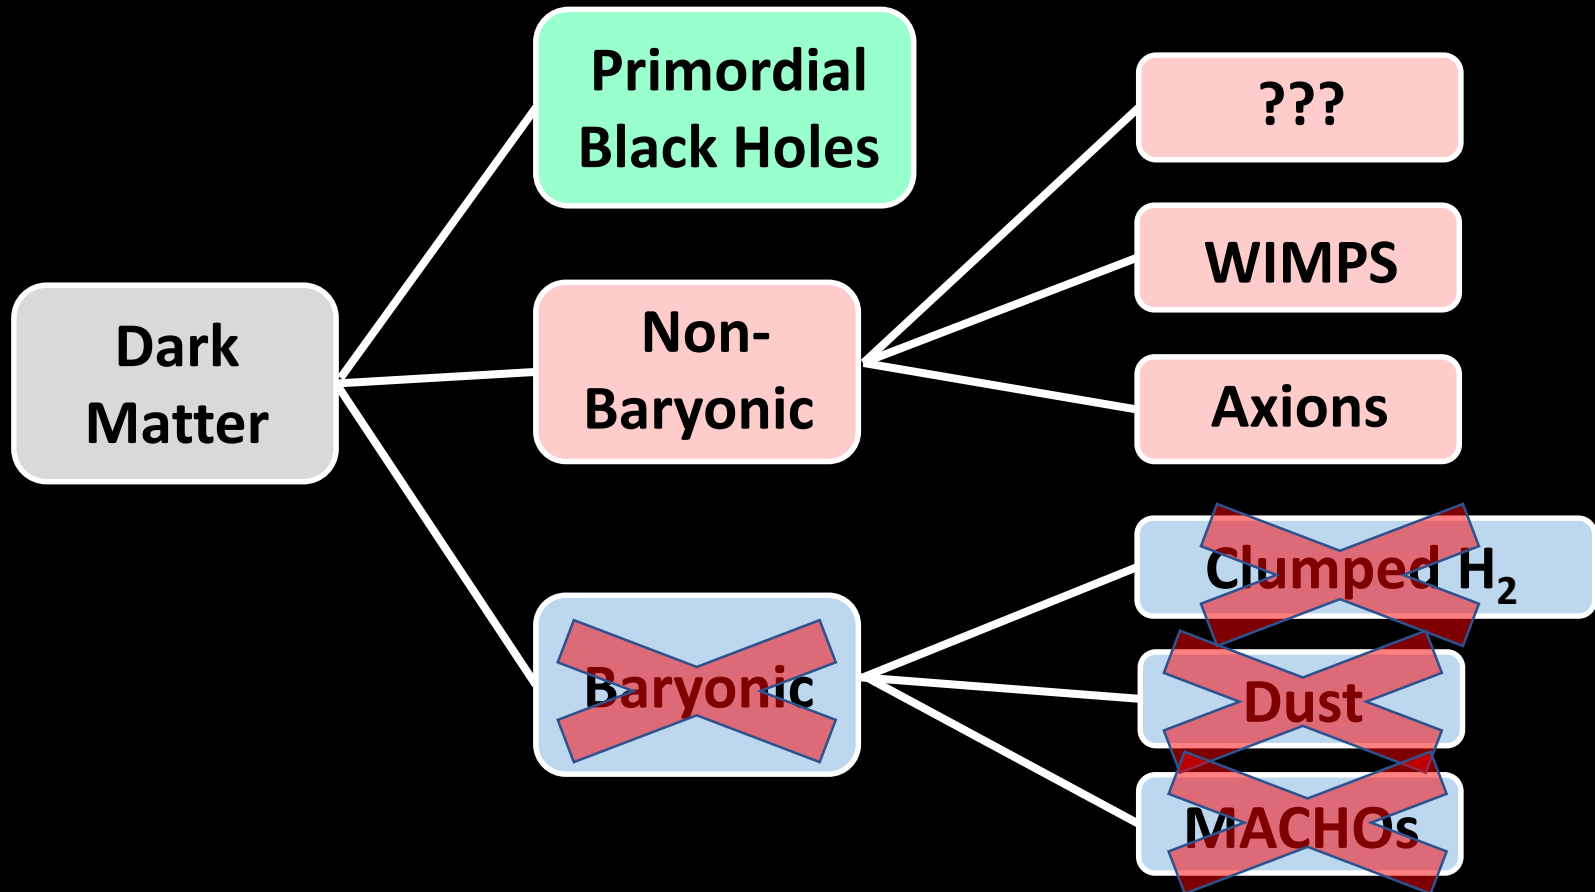 Primordial
Black Holes
???
WIMPS
Dark
Matter
Non-
Baryonic
Axions
Baryonic
Clumped H₂
Dust
MACHOs